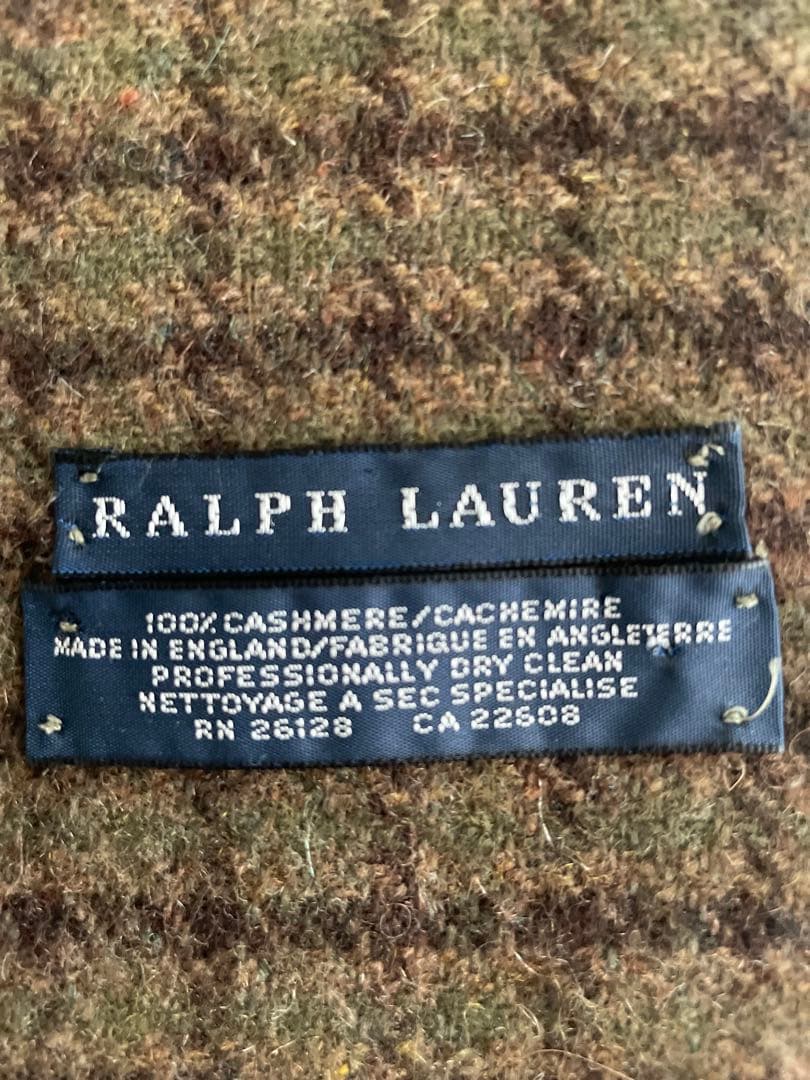 RALPH LAUREN
100% CASHMERE/CACHEMIRE
MADE IN ENGLAND/FABRIQUE EN ANGLETERRE
PROFESSIONALLY DRY CLEAN
NETTOYAGE A SEC SPECIALISE
RN 26128 CA 22608